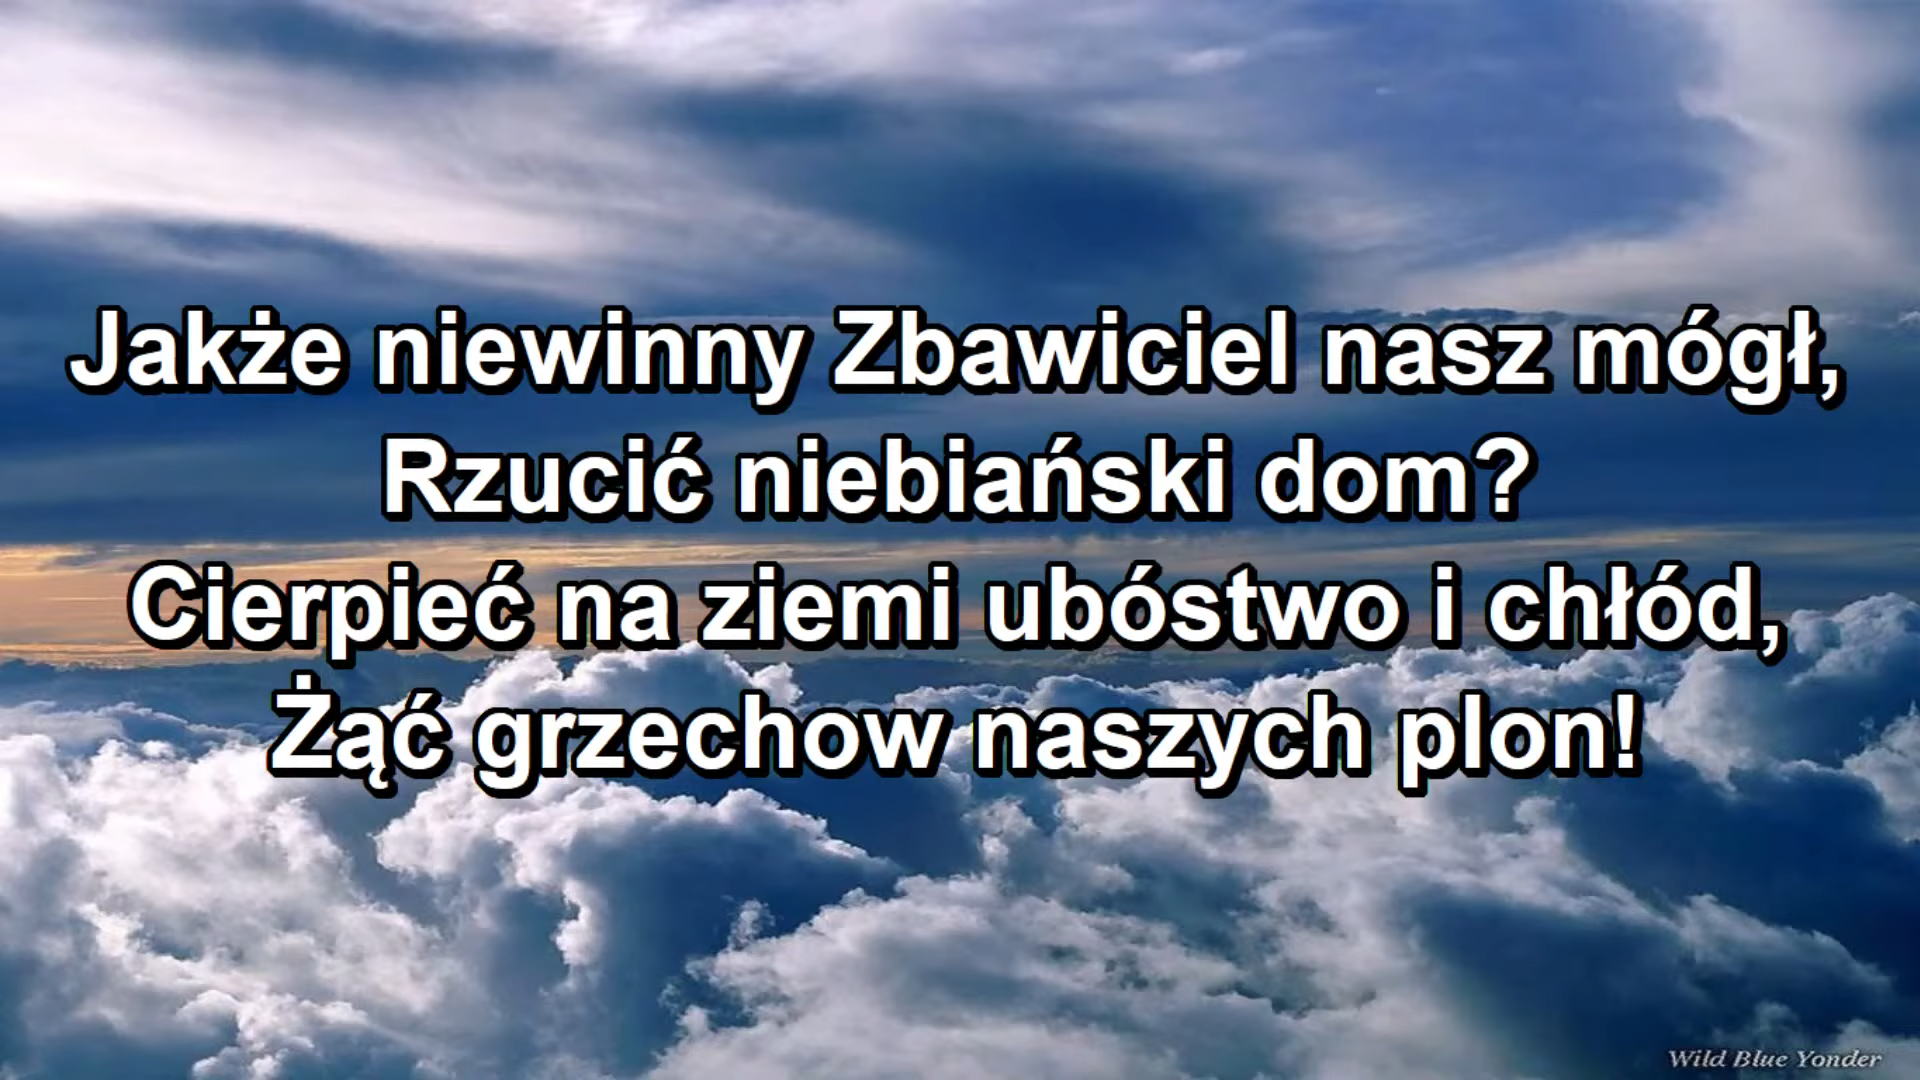 Jakże niewinny Zbawiciel nasz mógł,
Rzucić niebiański dom?
Cierpieć na ziemi ubóstwo i chłód,
Żąć grzechow naszych plon!
Wild Blue Yonder